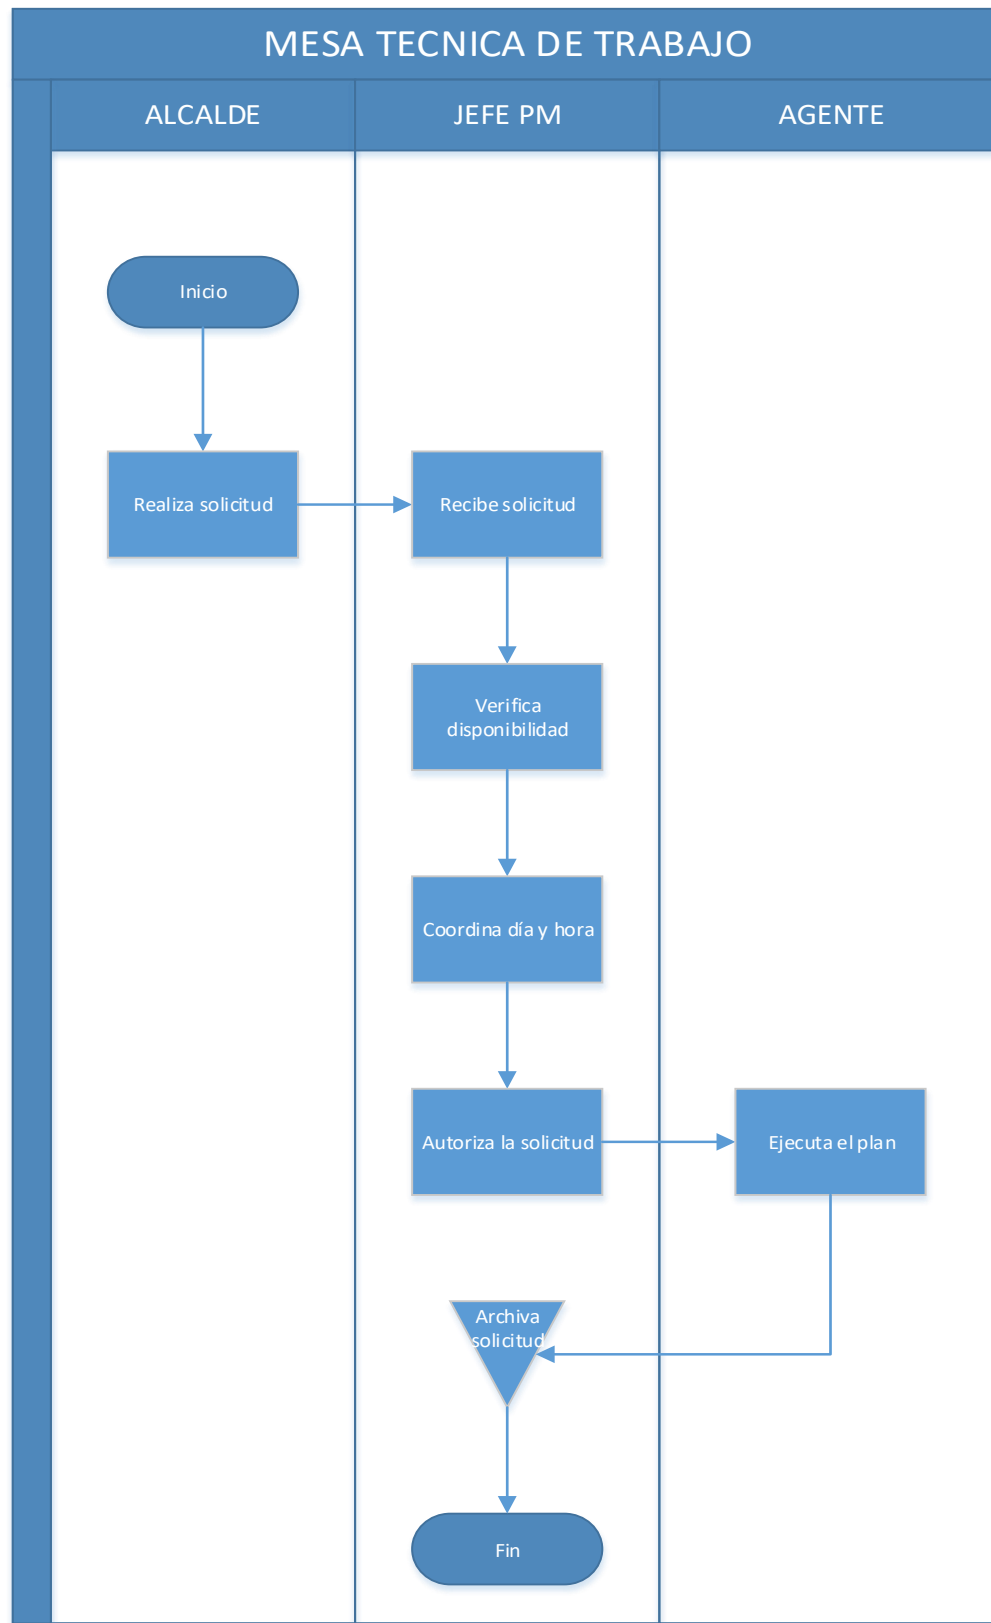 MESA TECNICA DE TRABAJO
ALCALDE
JEFE PM
AGENTE
Inicio
Realiza solicitud
Recibe solicitud
Verifica
disponibilidad
Coordina día y hora
Autoriza la solicitud
Ejecuta el plan
Archiva
solicitud
Fin